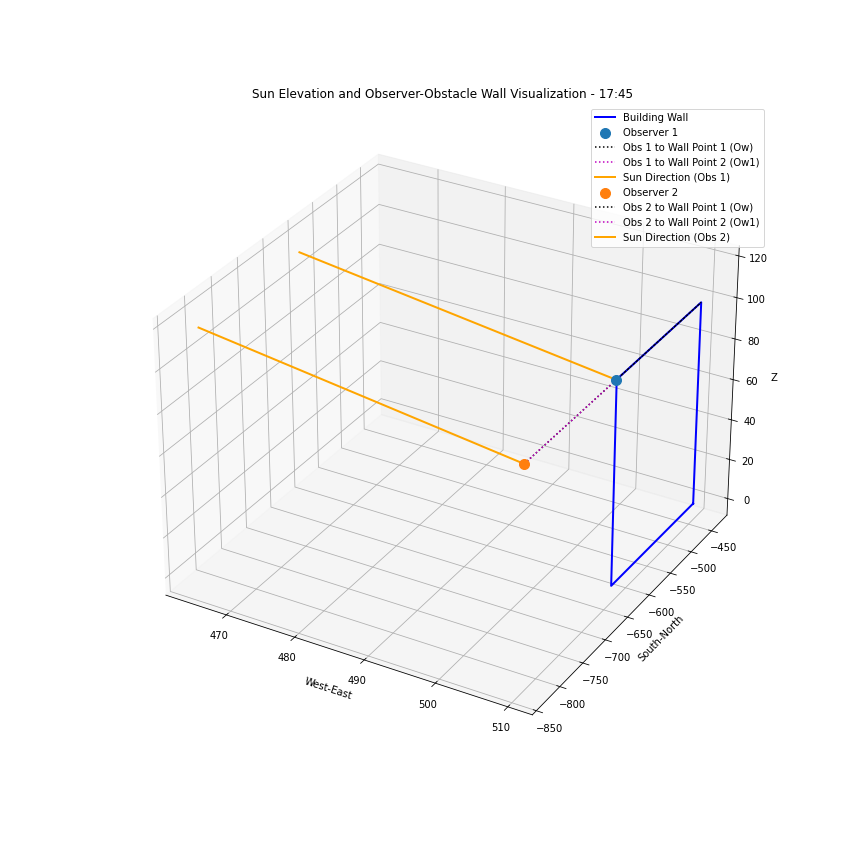 Sun Elevation and Observer-Obstacle Wall Visualization - 17:45
Building Wall
Observer 1
Obs 1 to Wall Point 1 (Ow)
Obs 1 to Wall Point 2 (Ow1)
Sun Direction (Obs 1)
Observer 2
Obs 2 to Wall Point 1 (Ow)
Obs 2 to Wall Point 2 (Ow1)
Sun Direction (Obs 2)
120
100
80
60
40
20
0
Z
−450
−500
−550
−600
−650
−700
−750
−800
−850
South-North
470
480
490
500
510
West-East